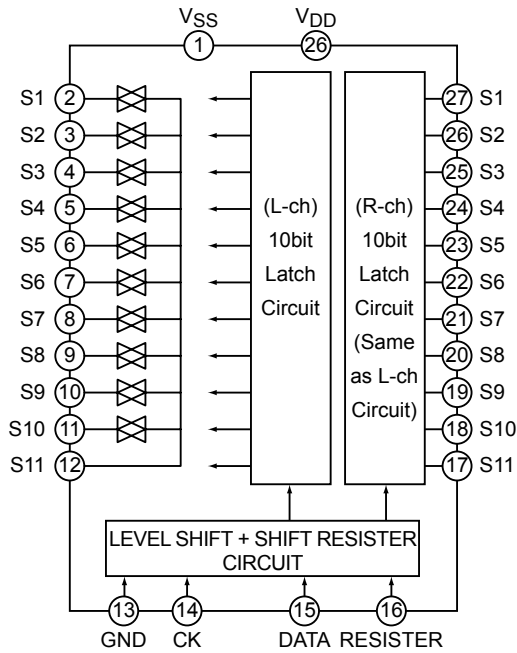 VSS VDD
1 26
S1 2 27 S1
S2 3 26 S2
S3 4 25 S3
S4 5 24 S4
S5 6 23 S5
S6 7 22 S6
S7 8 21 S7
S8 9 20 S8
S9 10 19 S9
S10 11 18 S10
S11 12 17 S11
(L-ch)
10bit
Latch
Circuit
(R-ch)
10bit
Latch
Circuit
(Same
as L-ch
Circuit)
LEVEL SHIFT + SHIFT RESISTER
CIRCUIT
13 14 15 16
GND CK DATA RESISTER